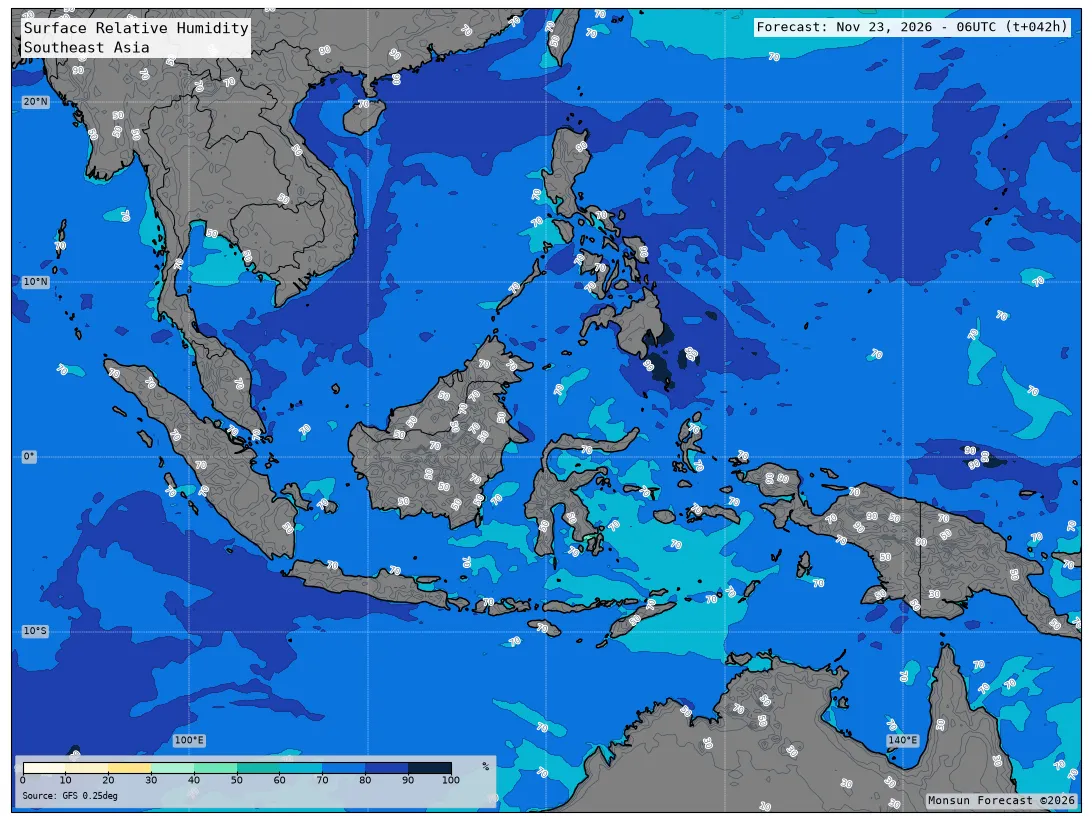 Surface Relative Humidity
Southeast Asia
Forecast: Nov 23, 2026 - 06UTC (t+042h)
20°N
10°N
0°
10°S
100°E
140°E
%
0 10 20 30 40 50 60 70 80 90 100
Source: GFS 0.25deg
Monsun Forecast ©2026